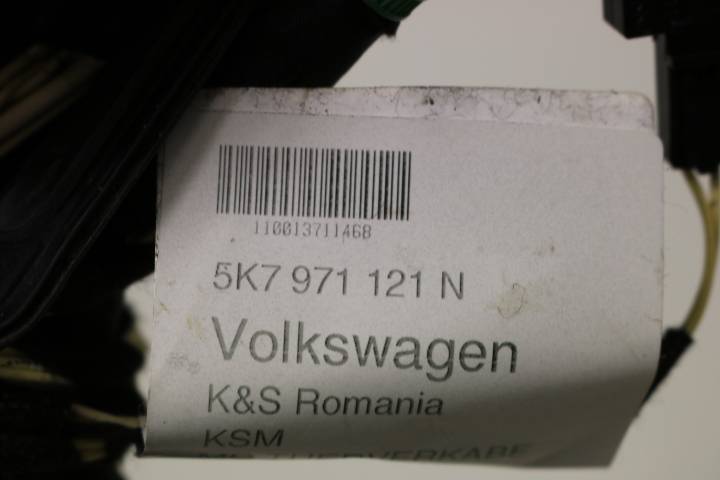 110013711468
5K7 971 121 N
Volkswagen
K&S Romania
KSM